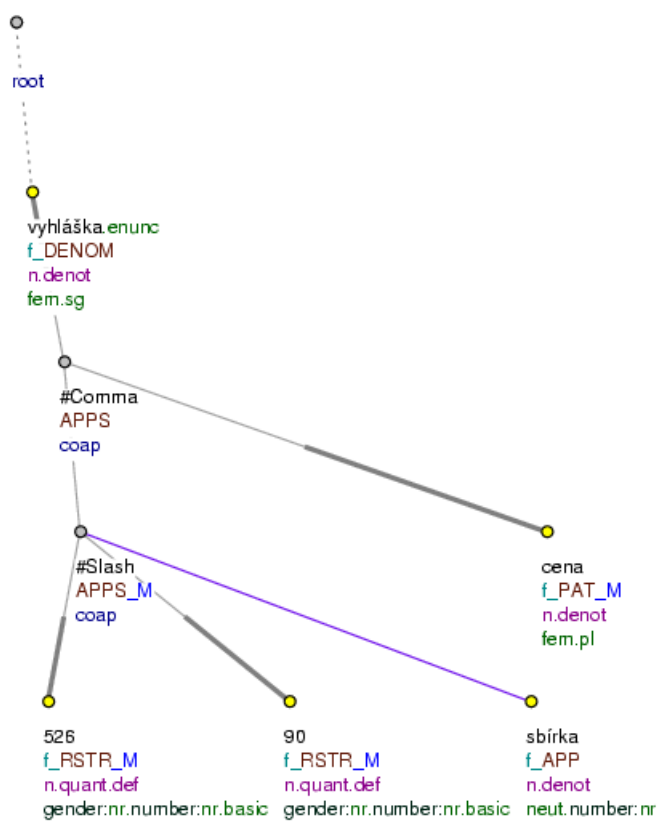 root
vyhláška.enunc
f_DENOM
n.denot
fem.sg
#Comma
APPS
coap
#Slash
APPS_M
coap
cena
f_PAT_M
n.denot
fem.pl
526
f_RSTR_M
n.quant.def
gender:nr.number:nr.basic
90
f_RSTR_M
n.quant.def
gender:nr.number:nr.basic
sbírka
f_APP
n.denot
neut.number:nr